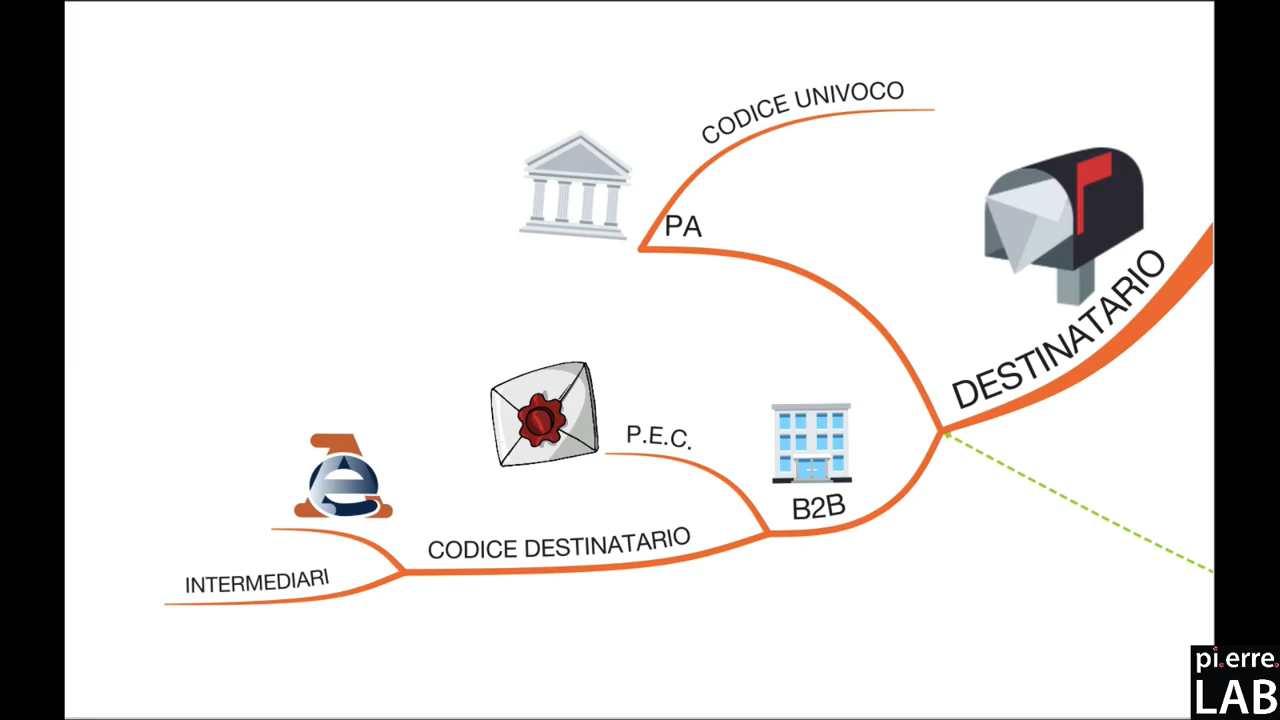 CODICE UNIVOCO
PA
DESTINATARIO
P.E.C.
B2B
CODICE DESTINATARIO
INTERMEDIARI
pi.erre.
LAB